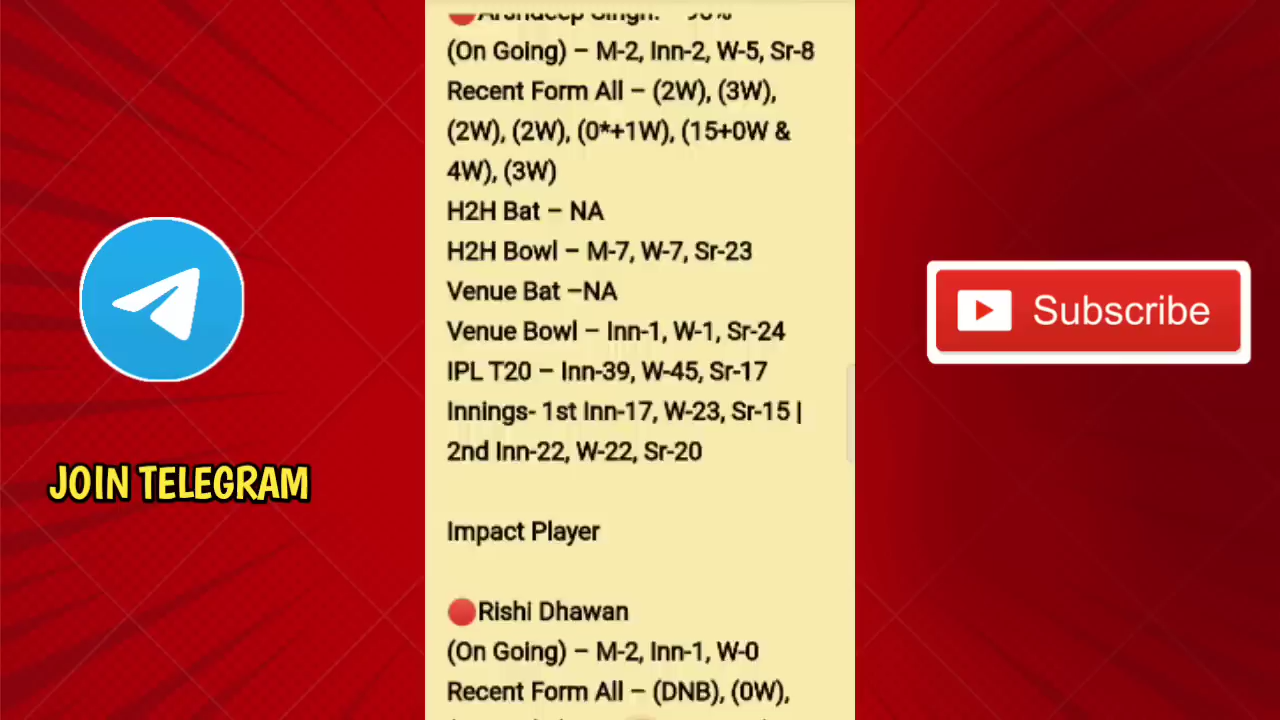 Arshdeep Singh. - 90%
(On Going) – M-2, Inn-2, W-5, Sr-8
Recent Form All – (2W), (3W),
(2W), (2W), (0*+1W), (15+0W &
4W), (3W)
H2H Bat – NA
H2H Bowl – M-7, W-7, Sr-23
Venue Bat –NA
Venue Bowl – Inn-1, W-1, Sr-24
IPL T20 – Inn-39, W-45, Sr-17
Innings- 1st Inn-17, W-23, Sr-15 |
2nd Inn-22, W-22, Sr-20
Impact Player
Rishi Dhawan
(On Going) – M-2, Inn-1, W-0
Recent Form All – (DNB), (0W),
JOIN TELEGRAM
Subscribe